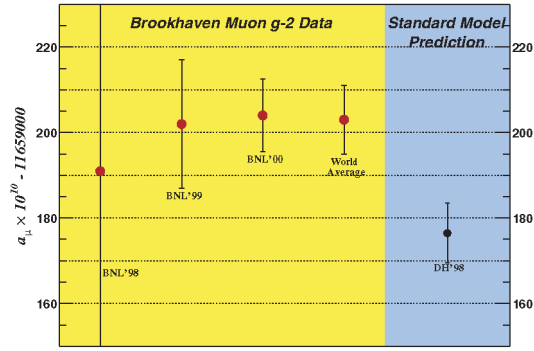 Brookhaven Muon g-2 Data
Standard Model
Prediction
220
220
200
200
180
180
160
160
a_μ × 10^10 - 11659000
BNL'98
BNL'99
BNL'00
World
Average
DH'98